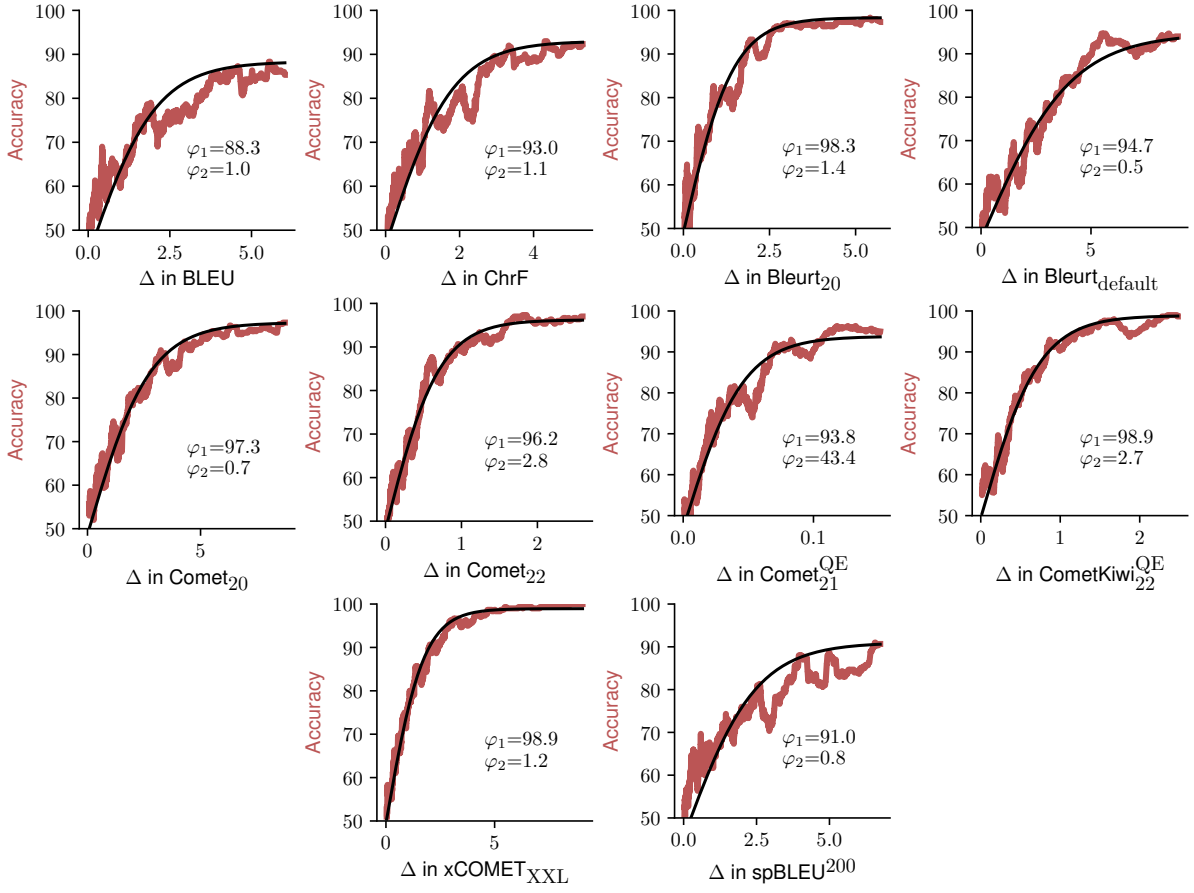 100
90
80
70
60
50
Accuracy
φ₁=88.3
φ₂=1.0
0.0 2.5 5.0
Δ in BLEU
100
90
80
70
60
50
Accuracy
φ₁=93.0
φ₂=1.1
0 2 4
Δ in ChrF
100
90
80
70
60
50
Accuracy
φ₁=98.3
φ₂=1.4
0.0 2.5 5.0
Δ in Bleurt₂₀
100
90
80
70
60
50
Accuracy
φ₁=94.7
φ₂=0.5
0 5
Δ in Bleurt_default
100
90
80
70
60
50
Accuracy
φ₁=97.3
φ₂=0.7
0 5
Δ in Comet₂₀
100
90
80
70
60
50
Accuracy
φ₁=96.2
φ₂=2.8
0 1 2
Δ in Comet₂₂
100
90
80
70
60
50
Accuracy
φ₁=93.8
φ₂=43.4
0.0 0.1
Δ in Comet₂₁^QE
100
90
80
70
60
50
Accuracy
φ₁=98.9
φ₂=2.7
0 1 2
Δ in CometKiwi₂₂^QE
100
90
80
70
60
50
Accuracy
φ₁=98.9
φ₂=1.2
0 5
Δ in xCOMET_XXL
100
90
80
70
60
50
Accuracy
φ₁=91.0
φ₂=0.8
0.0 2.5 5.0
Δ in spBLEU²⁰⁰